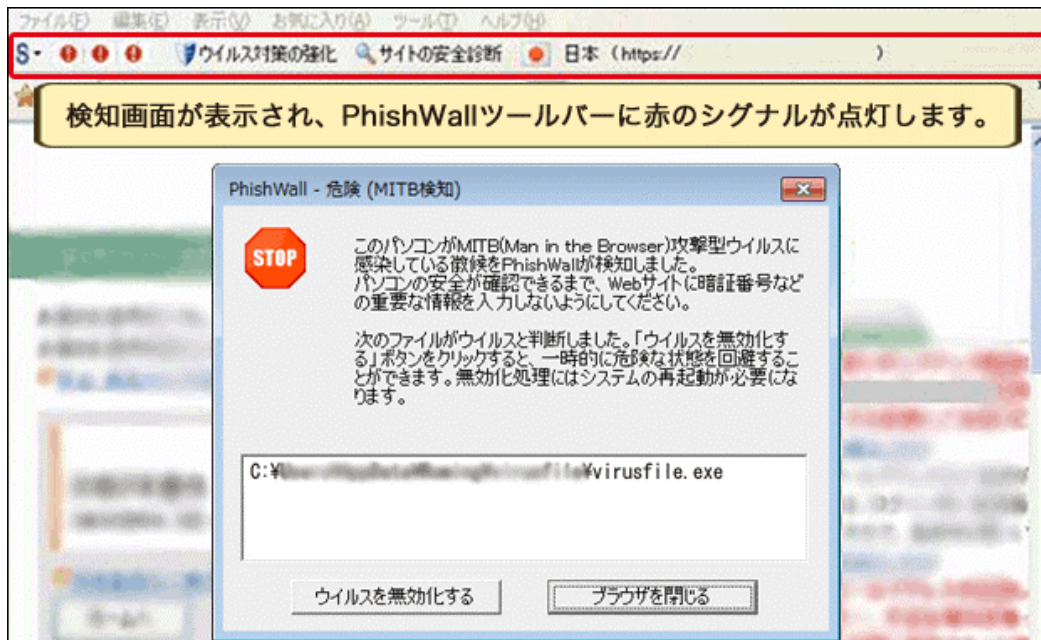 ファイル(F) 編集(E) 表示(V) お気に入り(A) ツール(T) ヘルプ(H)
S ウイルス対策の強化 サイトの安全診断 日本 (https:// )
検知画面が表示され、PhishWallツールバーに赤のシグナルが点灯します。
PhishWall - 危険 (MITB検知)
STOP
このパソコンがMITB(Man in the Browser)攻撃型ウイルスに
感染している徴候をPhishWallが検知しました。
パソコンの安全が確認できるまで、Webサイトに暗証番号など
の重要な情報を入力しないようにしてください。
次のファイルがウイルスと判断しました。「ウイルスを無効化す
る」ボタンをクリックすると、一時的に危険な状態を回避するこ
とができます。無効化処理にはシステムの再起動が必要にな
ります。
C:¥ ¥virusfile.exe
ウイルスを無効化する ブラウザを閉じる